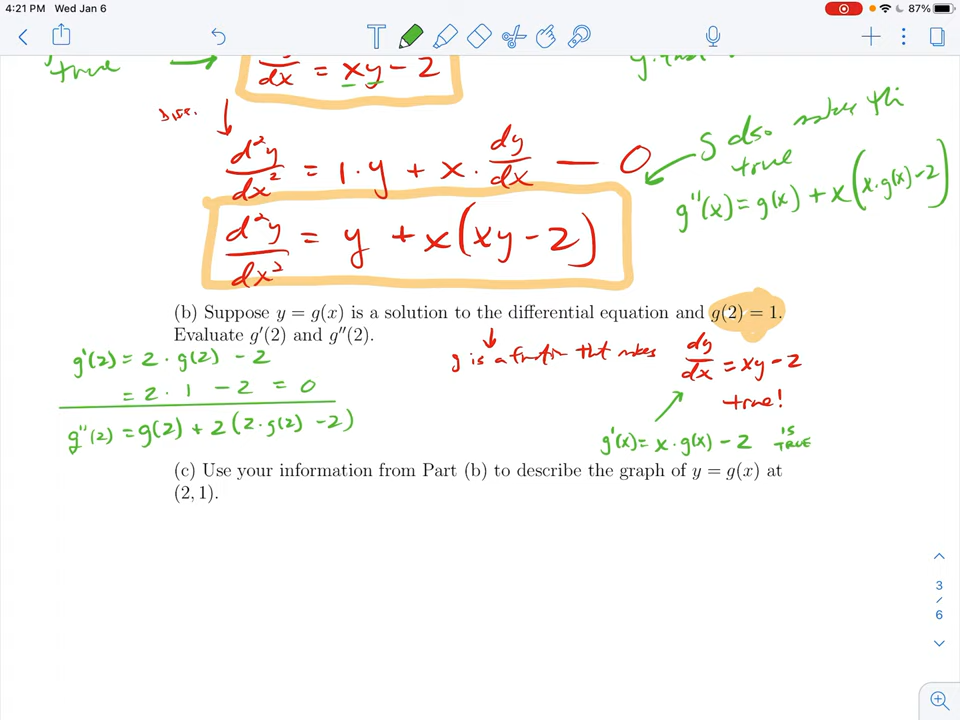 4:21 PM Wed Jan 6
87%
true
dy/dx = xy - 2
d²y/dx² = 1·y + x·dy/dx - 0
also makes thi
true
g''(x) = g(x) + x(x·g(x) - 2)
d²y/dx² = y + x(xy - 2)
(b) Suppose y = g(x) is a solution to the differential equation and g(2) = 1.
Evaluate g′(2) and g″(2).
g is a function that makes dy/dx = xy - 2
true!
g'(2) = 2 · g(2) - 2
= 2 · 1 - 2 = 0
g''(2) = g(2) + 2(2·g(2) - 2)
g'(x) = x·g(x) - 2 is TRUE
(c) Use your information from Part (b) to describe the graph of y = g(x) at
(2, 1).
3
/
6